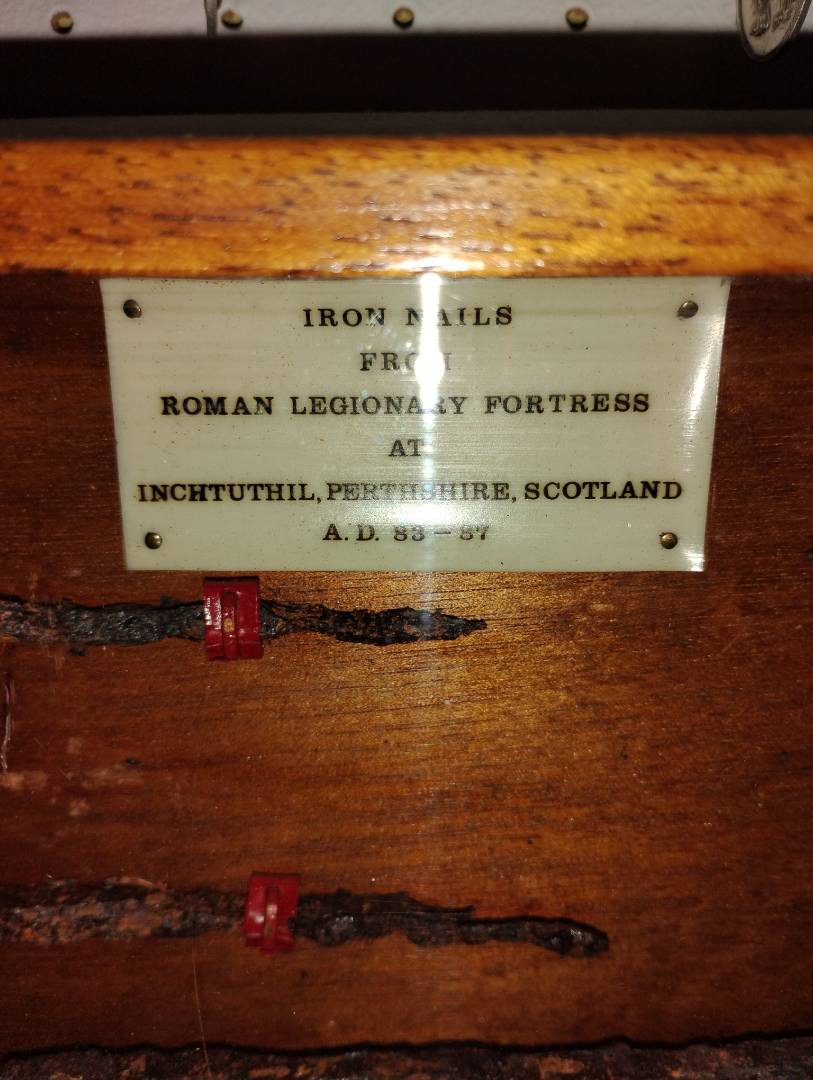 IRON NAILS
FROM
ROMAN LEGIONARY FORTRESS
AT
INCHTUTHIL, PERTHSHIRE, SCOTLAND
A.D. 83 - 87